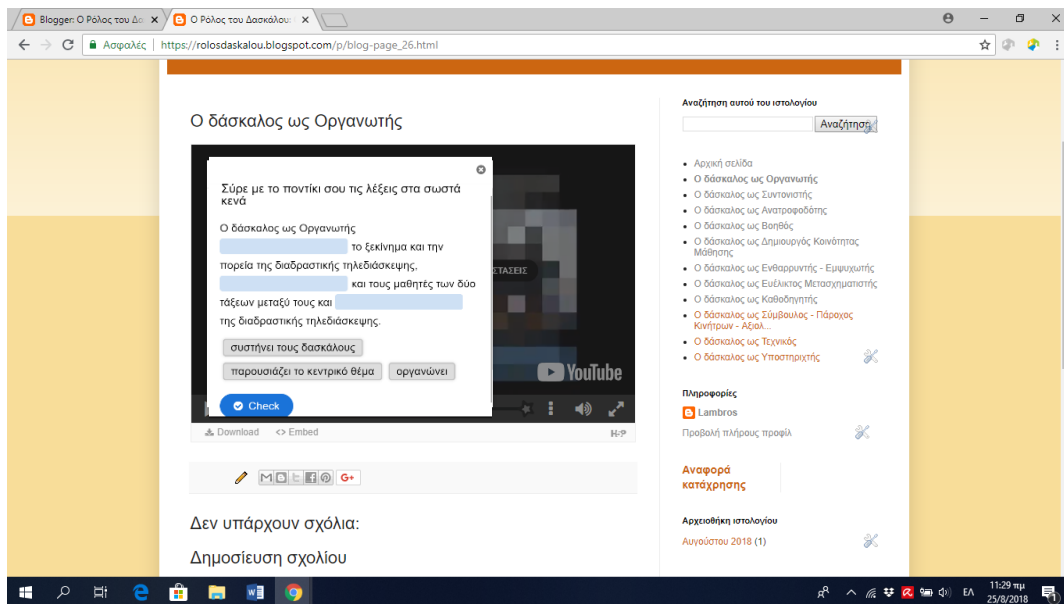 Blogger: Ο Ρόλος του Δα
Ο Ρόλος του Δασκάλου:
Ασφαλές | https://rolosdaskalou.blogspot.com/p/blog-page_26.html
Ο δάσκαλος ως Οργανωτής
Σύρε με το ποντίκι σου τις λέξεις στα σωστά
κενά
Ο δάσκαλος ως Οργανωτής
το ξεκίνημα και την
πορεία της διαδραστικής τηλεδιάσκεψης,
και τους μαθητές των δύο
τάξεων μεταξύ τους και
της διαδραστικής τηλεδιάσκεψης.
συστήνει τους δασκάλους
παρουσιάζει το κεντρικό θέμα
οργανώνει
Check
ΣΤΑΣΕΙΣ
YouTube
Download
<> Embed
H-P
G+
Δεν υπάρχουν σχόλια:
Δημοσίευση σχολίου
Αναζήτηση αυτού του ιστολογίου
Αναζήτηση
Αρχική σελίδα
Ο δάσκαλος ως Οργανωτής
Ο δάσκαλος ως Συντονιστής
Ο δάσκαλος ως Ανατροφοδότης
Ο δάσκαλος ως Βοηθός
Ο δάσκαλος ως Δημιουργός Κοινότητας
Μάθησης
Ο δάσκαλος ως Ενθαρρυντής - Εμψυχωτής
Ο δάσκαλος ως Ευέλικτος Μετασχηματιστής
Ο δάσκαλος ως Καθοδηγητής
Ο δάσκαλος ως Σύμβουλος - Πάροχος
Κινήτρων - Αξιολ...
Ο δάσκαλος ως Τεχνικός
Ο δάσκαλος ως Υποστηριχτής
Πληροφορίες
Lambros
Προβολή πλήρους προφίλ
Αναφορά
κατάχρησης
Αρχειοθήκη ιστολογίου
Αυγούστου 2018 (1)
ΕΛ
11:29 πμ
25/8/2018